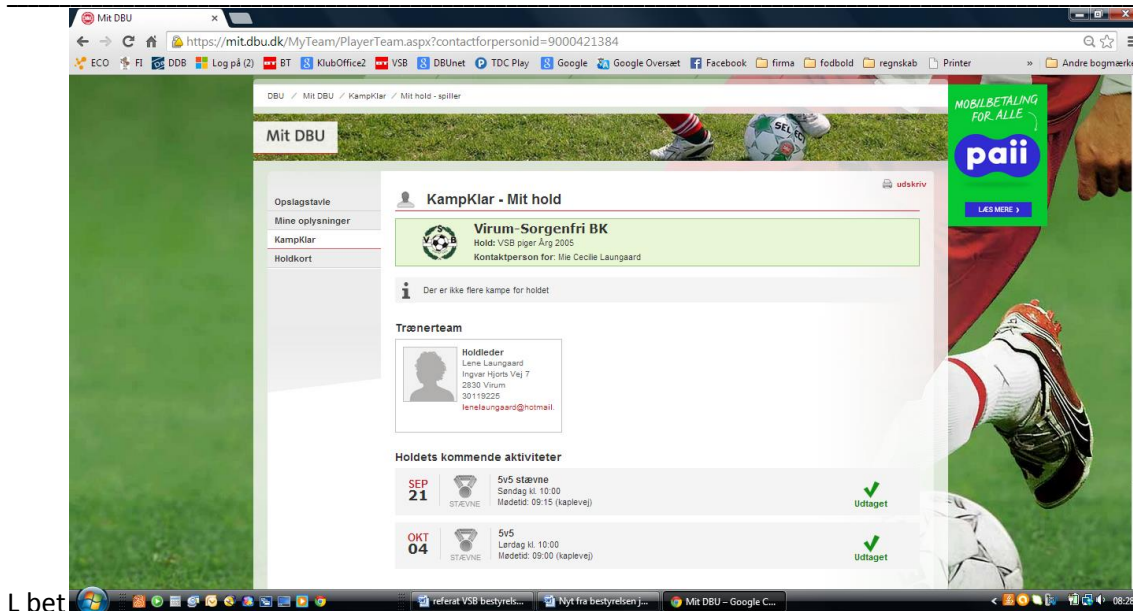 Mit DBU
https://mit.dbu.dk/MyTeam/PlayerTeam.aspx?contactforpersonid=9000421384
ECO FI DDB Log på (2) BT KlubOffice2 VSB DBUnet TDC Play Google Google Oversæt Facebook firma fodbold regnskab Printer » Andre bogmærke
DBU / Mit DBU / KampKlar / Mit hold - spiller
MOBILBETALING
FOR ALLE
Mit DBU
SELECT
paii
LÆS MERE >
udskriv
Opslagstavle
Mine oplysninger
KampKlar
Holdkort
KampKlar - Mit hold
Virum-Sorgenfri BK
Hold: VSB piger Årg 2005
Kontaktperson for: Mie Cecilie Laungaard
Der er ikke flere kampe for holdet
Trænerteam
Holdleder
Lene Laungaard
Ingvar Hjorts Vej 7
2830 Virum
30119225
lenelaungaard@hotmail.
Holdets kommende aktiviteter
SEP
21
STÆVNE
5v5 stævne
Søndag kl. 10:00
Mødetid: 09:15 (kaplevej)
Udtaget
OKT
04
STÆVNE
5v5
Lørdag kl. 10:00
Mødetid: 09:00 (kaplevej)
Udtaget
L bet
referat VSB bestyrels... Nyt fra bestyrelsen j... Mit DBU – Google C... 08:28